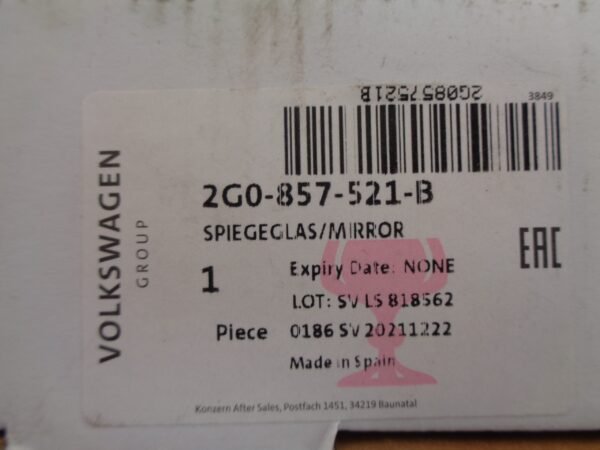 2G0857521B
3849
VOLKSWAGEN
GROUP
2G0-857-521-B
SPIEGEGLAS/MIRROR
EAC
1
Expiry Date: NONE
LOT: SV LS 818562
Piece
0186 SV 20211222
Made in Spain
Konzern After Sales, Postfach 1451, 34219 Baunatal